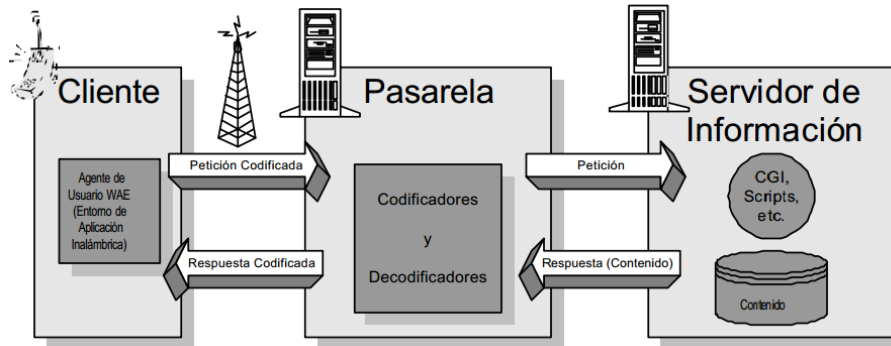 Cliente
Pasarela
Servidor de
Información
Agente de
Usuario WAE
(Entorno de
Aplicación
Inalámbrica)
Petición Codificada
Respuesta Codificada
Codificadores
y
Decodificadores
Petición
Respuesta (Contenido)
CGI,
Scripts,
etc.
Contenido